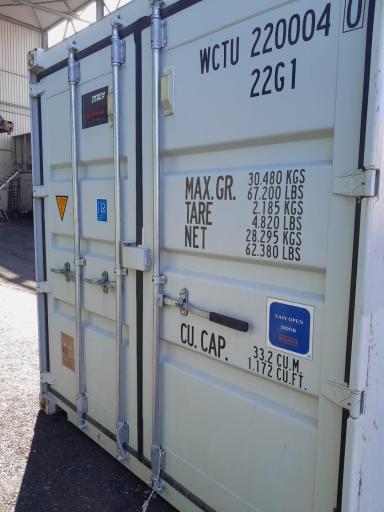 WCTU 220004 0
22G1
MAX. GR. 30.480 KGS
67.200 LBS
TARE 2.185 KGS
4.820 LBS
NET 28.295 KGS
62.380 LBS
EASY OPEN
DOOR
CU. CAP. 33.2 CU.M.
1.172 CU.FT.